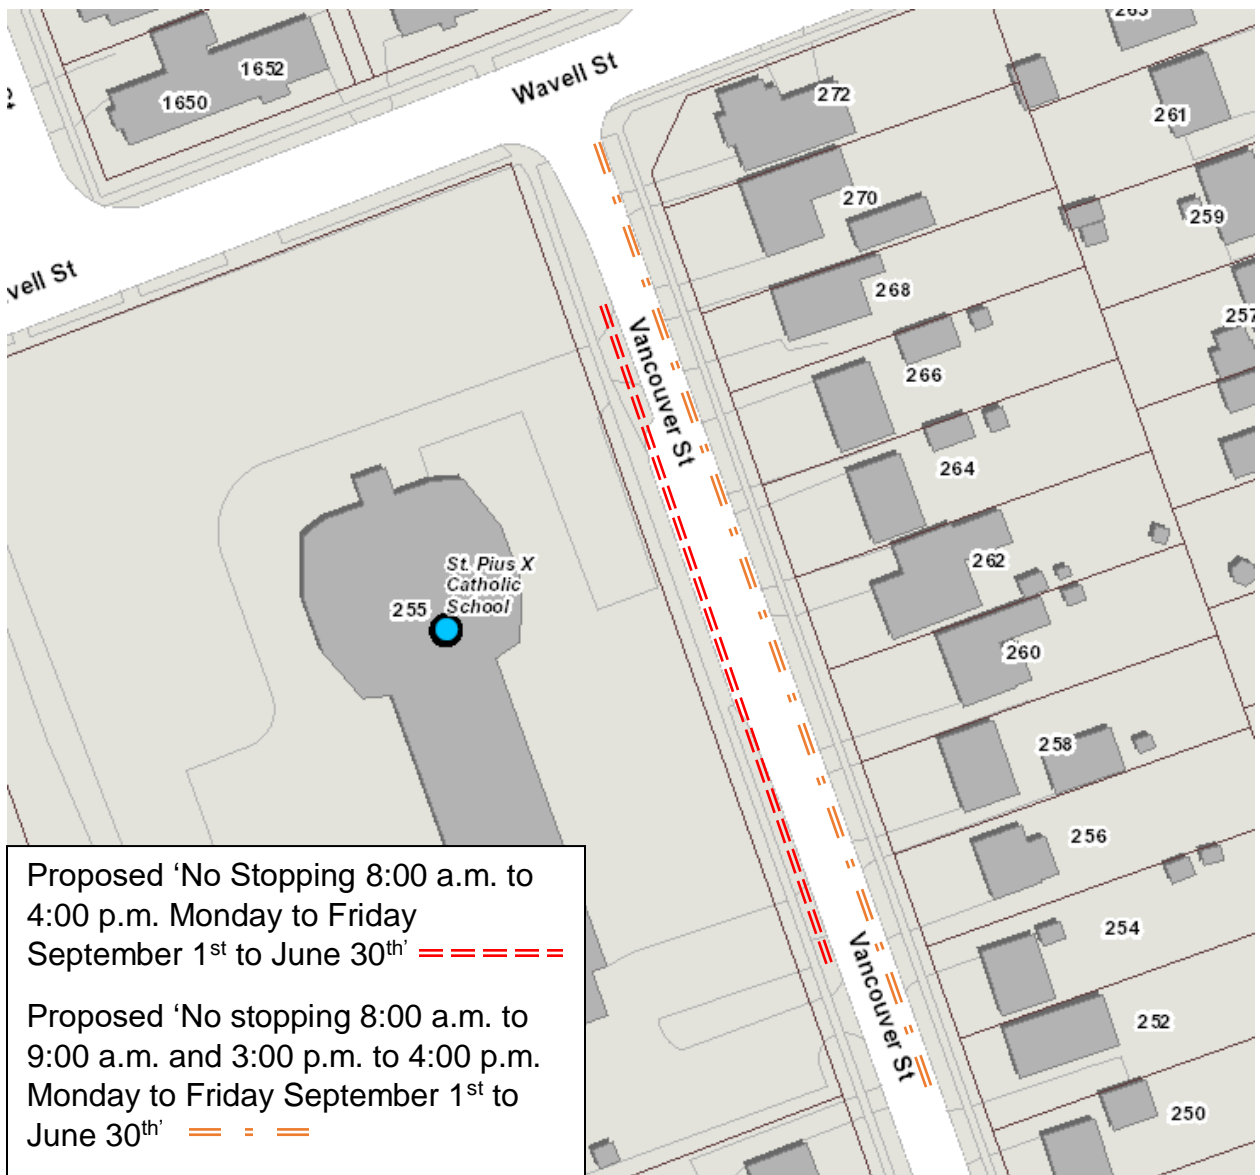 263
1652
1650
Wavell St
272
261
270
259
vell St
268
257
Vancouver St
266
264
262
St. Pius X
Catholic
School
255
260
258
256
254
Vancouver St
252
250
Proposed ‘No Stopping 8:00 a.m. to
4:00 p.m. Monday to Friday
September 1st to June 30th’
Proposed ‘No stopping 8:00 a.m. to
9:00 a.m. and 3:00 p.m. to 4:00 p.m.
Monday to Friday September 1st to
June 30th’